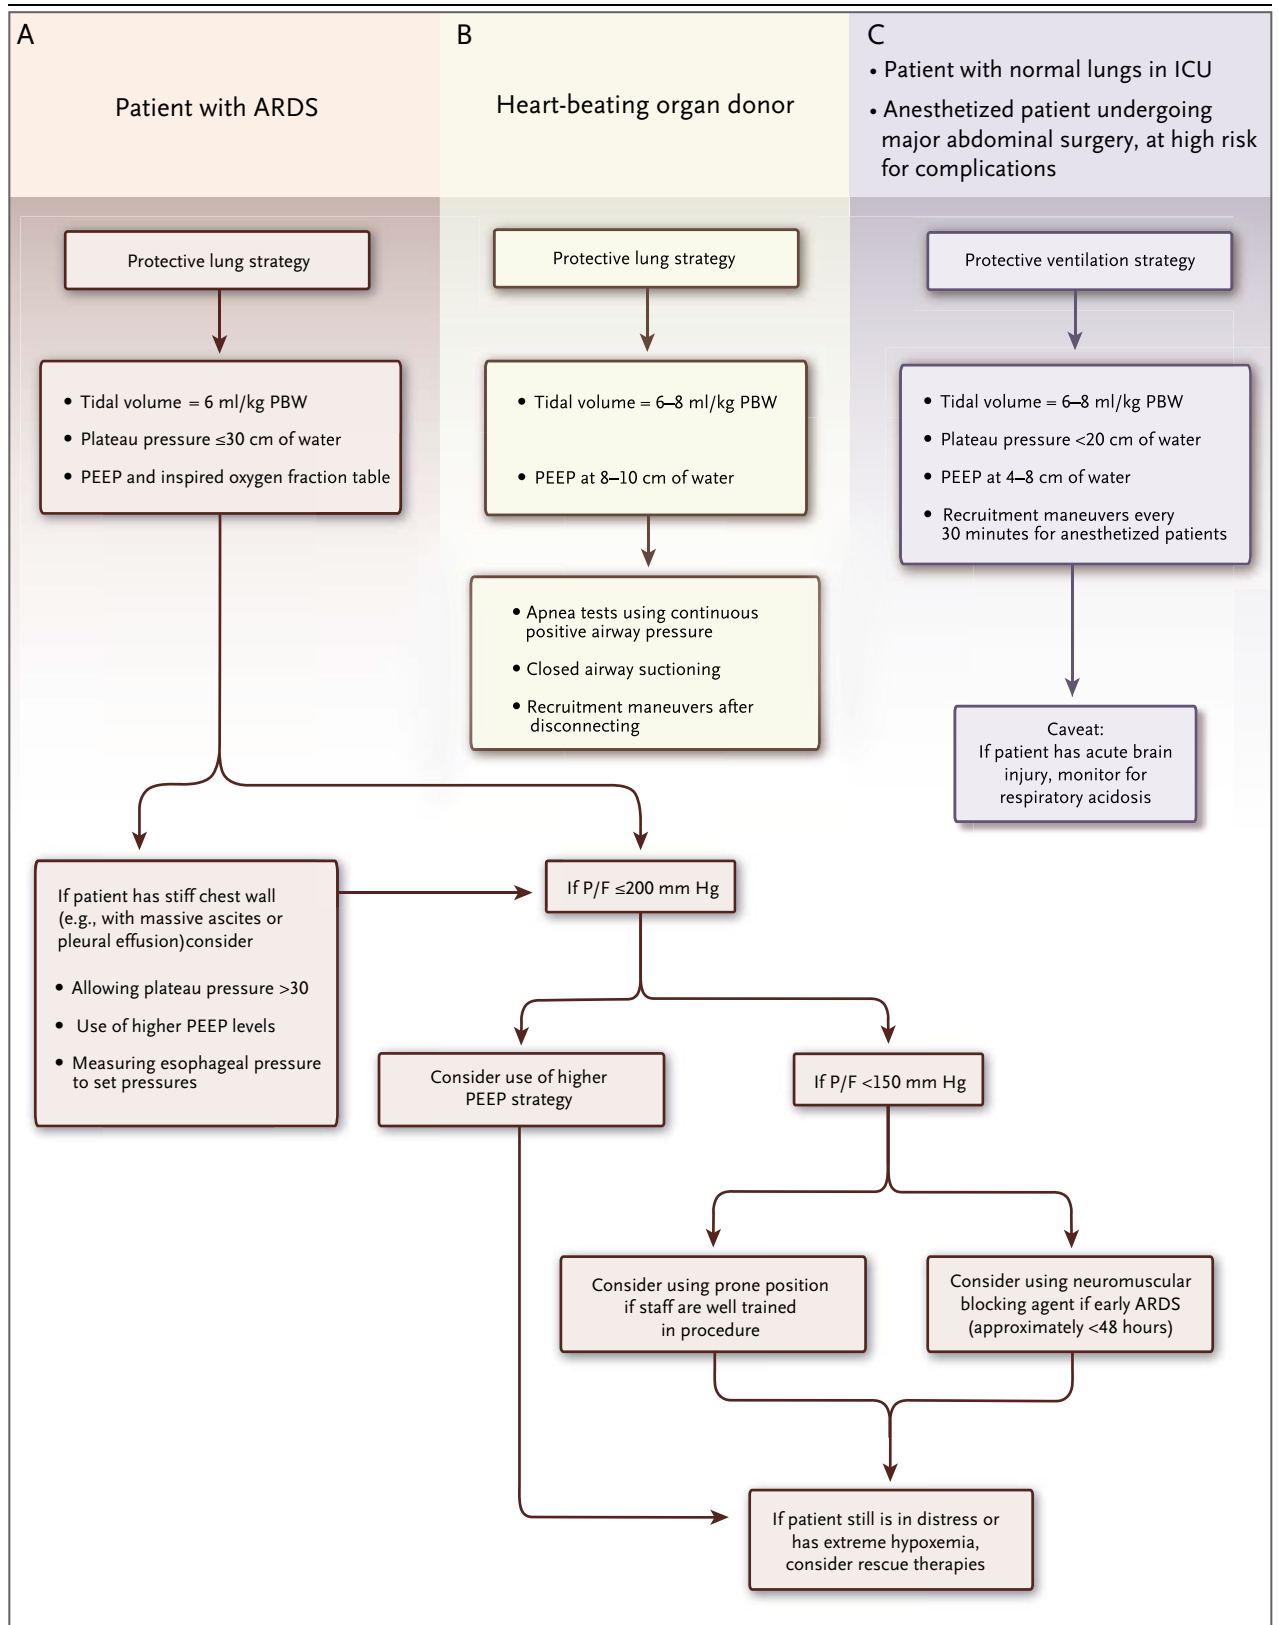 A
Patient with ARDS
B
Heart-beating organ donor
C
• Patient with normal lungs in ICU
• Anesthetized patient undergoing
major abdominal surgery, at high risk
for complications
Protective lung strategy
• Tidal volume = 6 ml/kg PBW
• Plateau pressure ≤30 cm of water
• PEEP and inspired oxygen fraction table
Protective lung strategy
• Tidal volume = 6–8 ml/kg PBW
• PEEP at 8–10 cm of water
• Apnea tests using continuous
positive airway pressure
• Closed airway suctioning
• Recruitment maneuvers after
disconnecting
Protective ventilation strategy
• Tidal volume = 6–8 ml/kg PBW
• Plateau pressure <20 cm of water
• PEEP at 4–8 cm of water
• Recruitment maneuvers every
30 minutes for anesthetized patients
Caveat:
If patient has acute brain
injury, monitor for
respiratory acidosis
If patient has stiff chest wall
(e.g., with massive ascites or
pleural effusion)consider
• Allowing plateau pressure >30
• Use of higher PEEP levels
• Measuring esophageal pressure
to set pressures
If P/F ≤200 mm Hg
Consider use of higher
PEEP strategy
If P/F <150 mm Hg
Consider using prone position
if staff are well trained
in procedure
Consider using neuromuscular
blocking agent if early ARDS
(approximately <48 hours)
If patient still is in distress or
has extreme hypoxemia,
consider rescue therapies